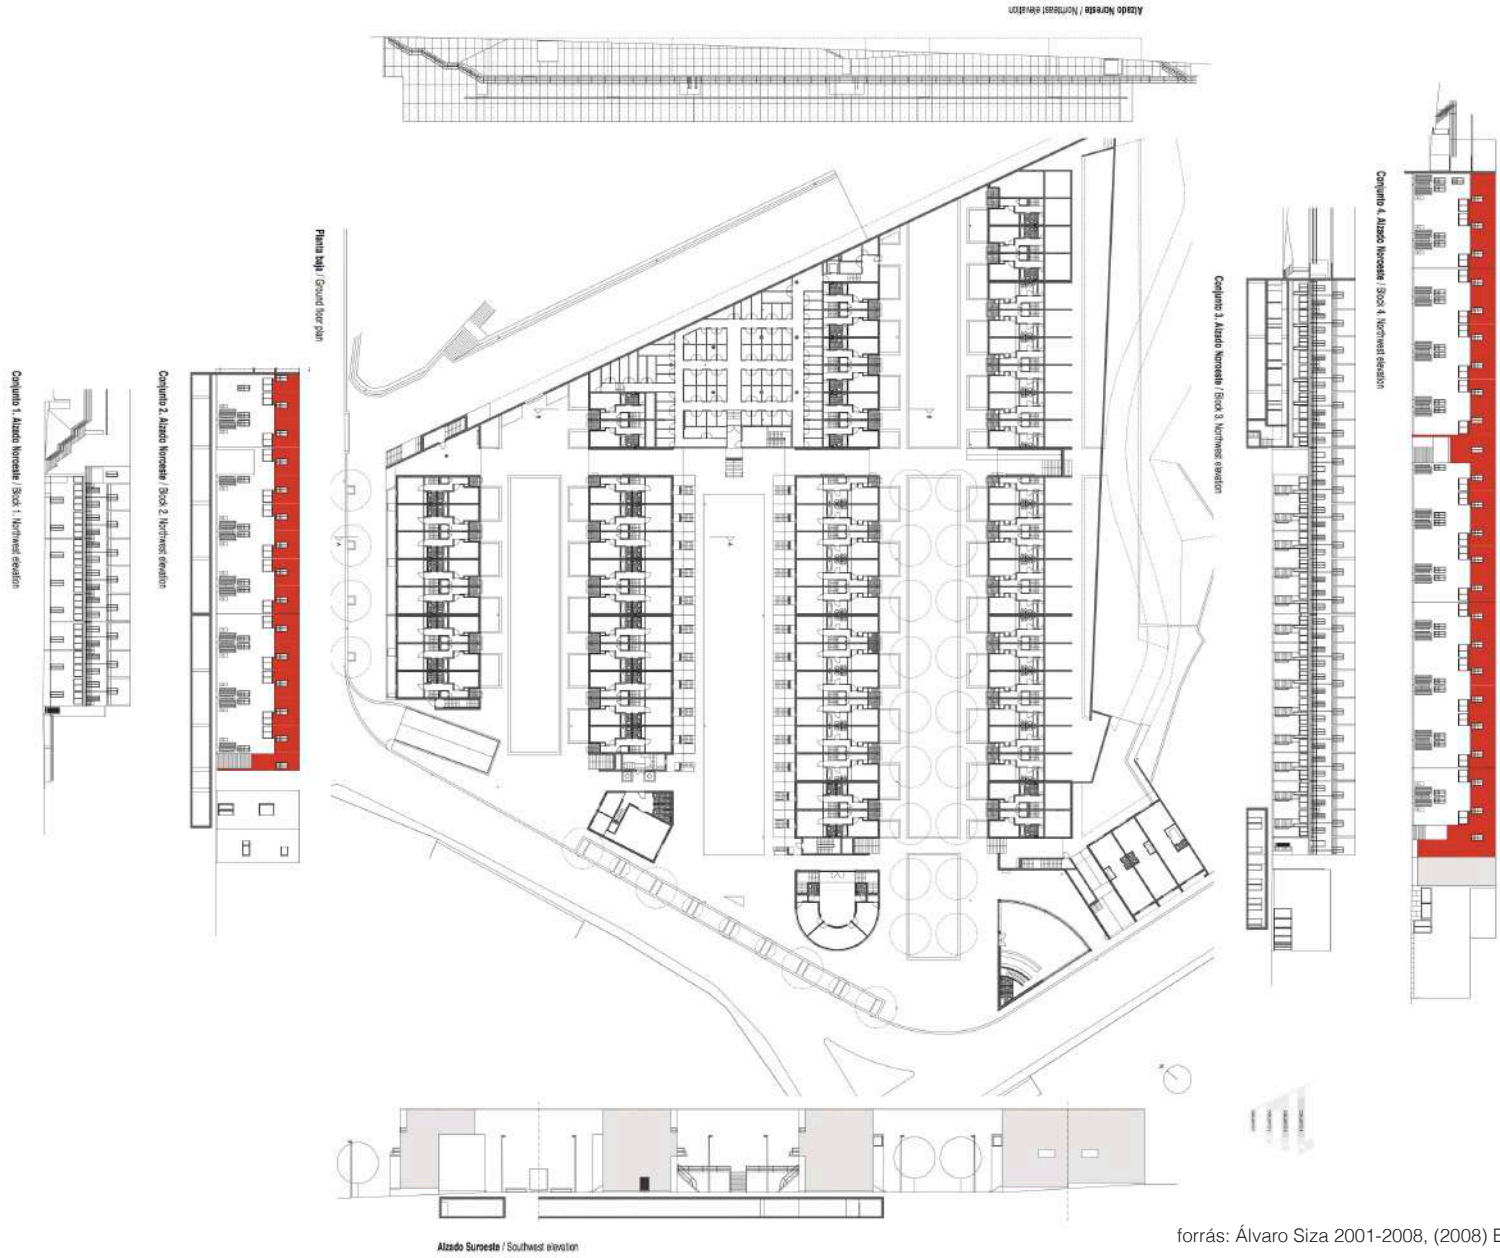 Alzado Noreste / Northeast elevation
Planta baja / Ground floor plan
Conjunto 1. Alzado Noroeste / Block 1. Northwest elevation
Conjunto 2. Alzado Noroeste / Block 2. Northwest elevation
Conjunto 3. Alzado Noroeste / Block 3. Northwest elevation
Conjunto 4. Alzado Noroeste / Block 4. Northwest elevation
N
Alzado Suroeste / Southwest elevation
forrás: Álvaro Siza 2001-2008, (2008) E